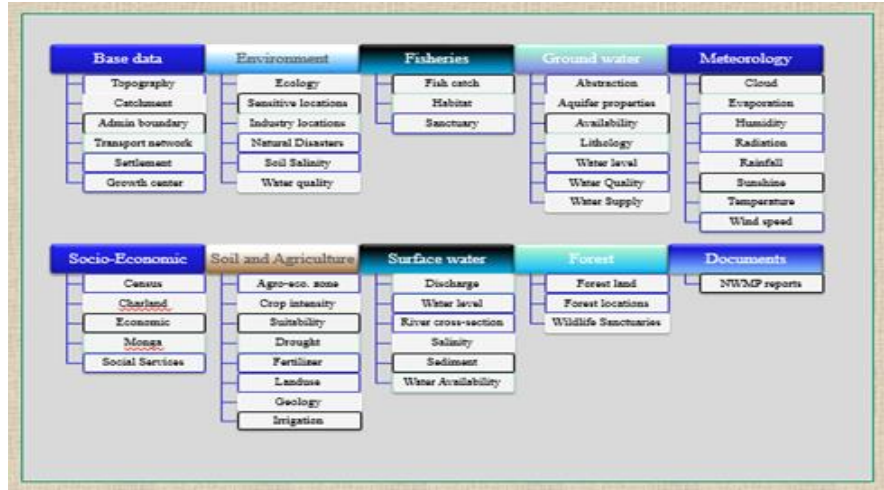 Base data
Topography
Catchment
Admin boundary
Transport network
Settlement
Growth center
Environment
Ecology
Sensitive locations
Industry locations
Natural Disasters
Soil Salinity
Water quality
Fisheries
Fish catch
Habitat
Sanctuary
Ground water
Abstraction
Aquifer properties
Availability
Lithology
Water level
Water Quality
Water Supply
Meteorology
Cloud
Evaporation
Humidity
Radiation
Rainfall
Sunshine
Temperature
Wind speed
Socio-Economic
Census
Charland
Economic
Monga
Social Services
Soil and Agriculture
Agro-eco. zone
Crop intensity
Suitability
Drought
Fertilizer
Landuse
Geology
Irrigation
Surface water
Discharge
Water level
River cross-section
Salinity
Sediment
Water Availability
Forest
Forest land
Forest locations
Wildlife Sanctuaries
Documents
NWMP reports